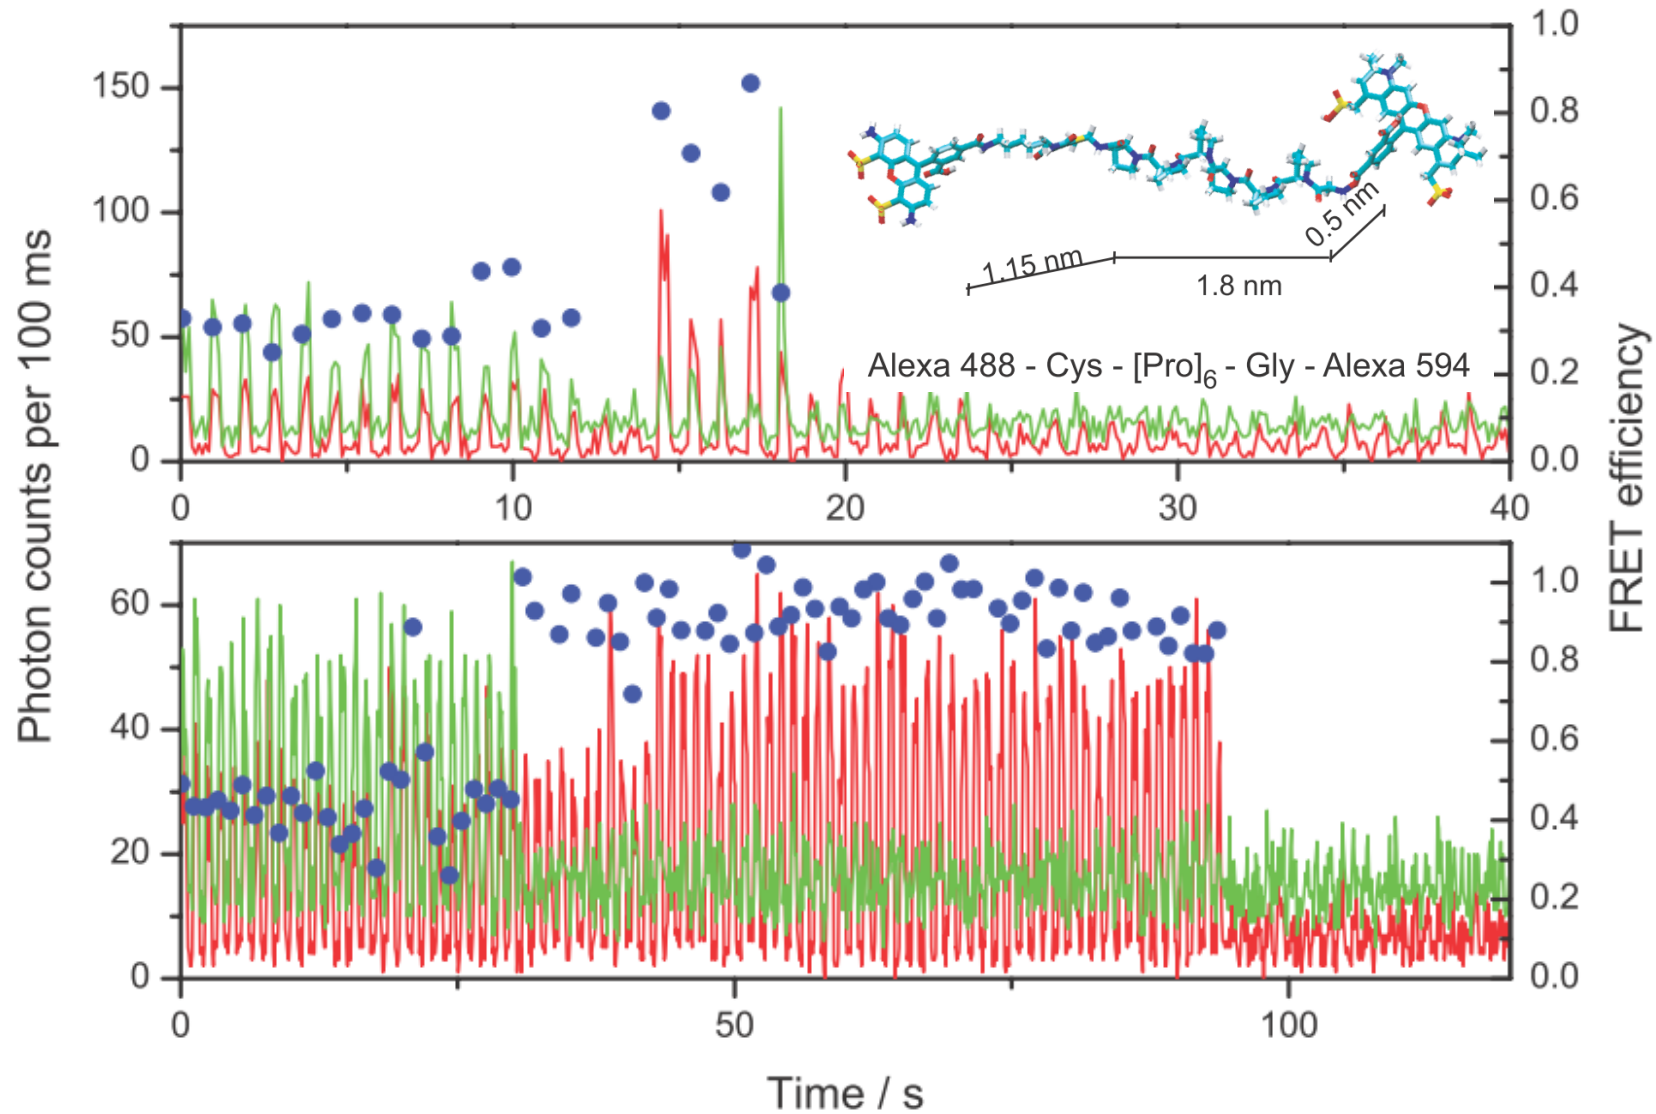 Photon counts per 100 ms
FRET efficiency
150
100
50
0
1.0
0.8
0.6
0.4
0.2
0.0
1.15 nm
1.8 nm
0.5 nm
Alexa 488 - Cys - [Pro]6 - Gly - Alexa 594
0 10 20 30 40
60
40
20
0
1.0
0.8
0.6
0.4
0.2
0.0
0 50 100
Time / s